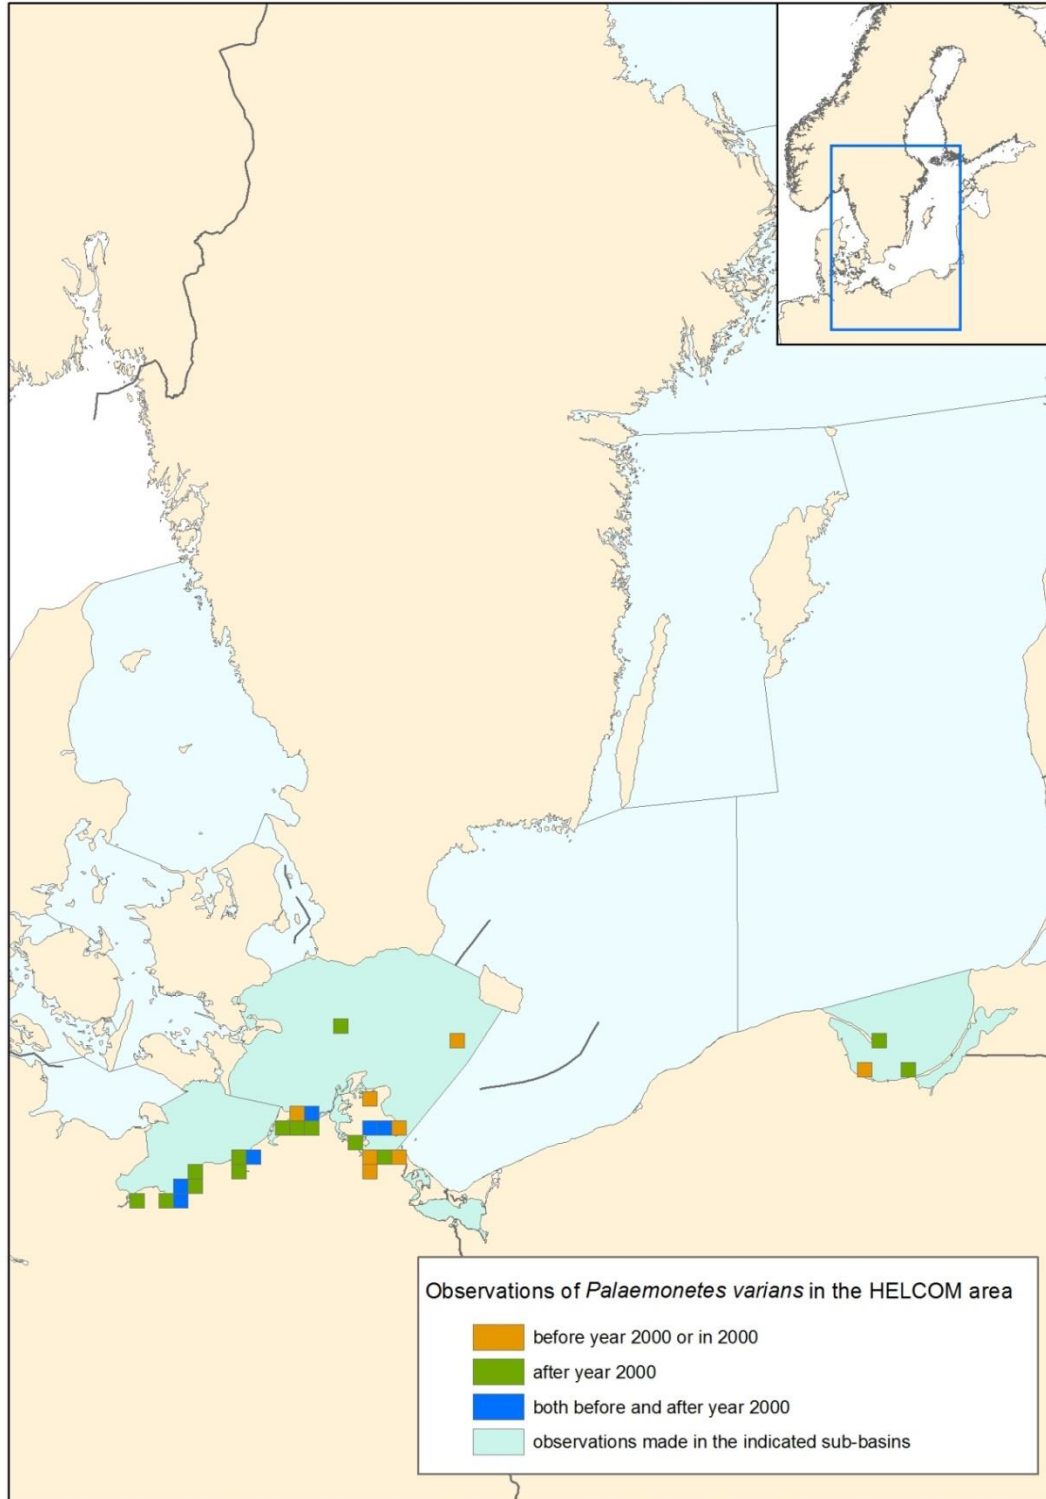 Observations of Palaemonetes varians in the HELCOM area
before year 2000 or in 2000
after year 2000
both before and after year 2000
observations made in the indicated sub-basins